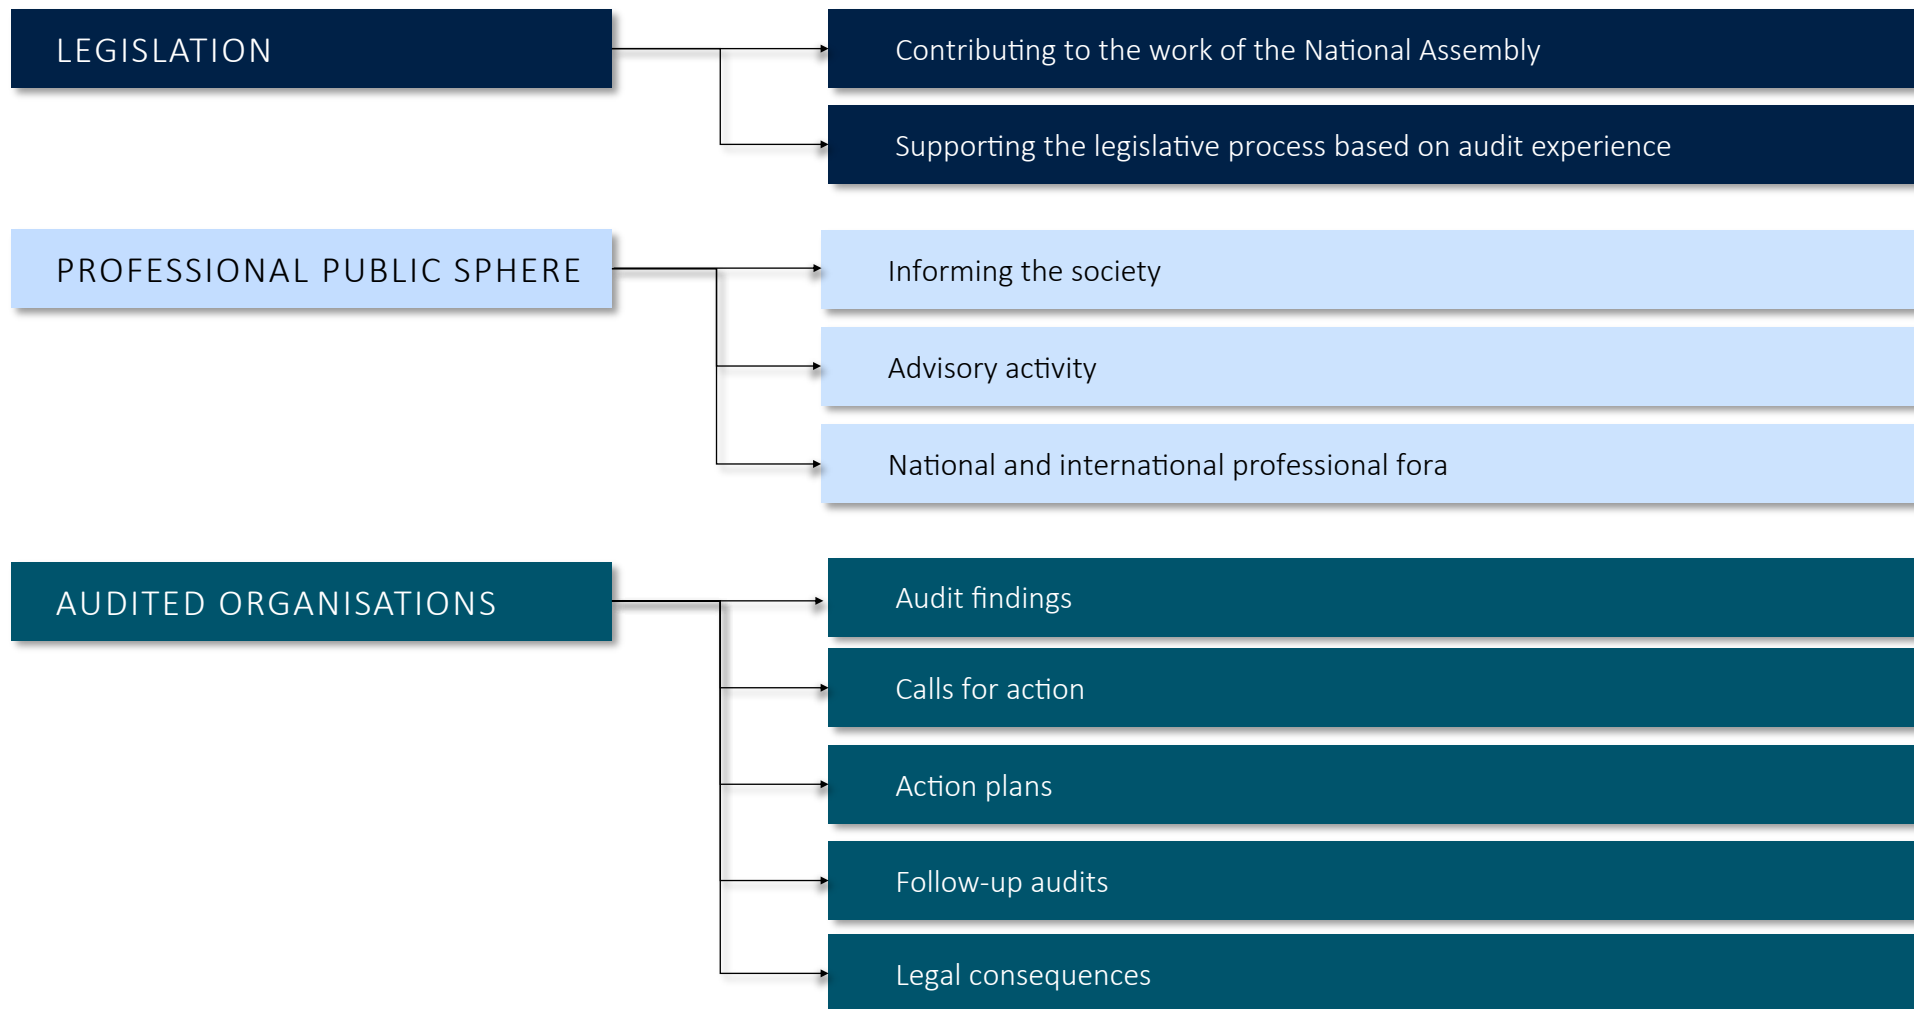 LEGISLATION
Contributing to the work of the National Assembly
Supporting the legislative process based on audit experience
PROFESSIONAL PUBLIC SPHERE
Informing the society
Advisory activity
National and international professional fora
AUDITED ORGANISATIONS
Audit findings
Calls for action
Action plans
Follow-up audits
Legal consequences